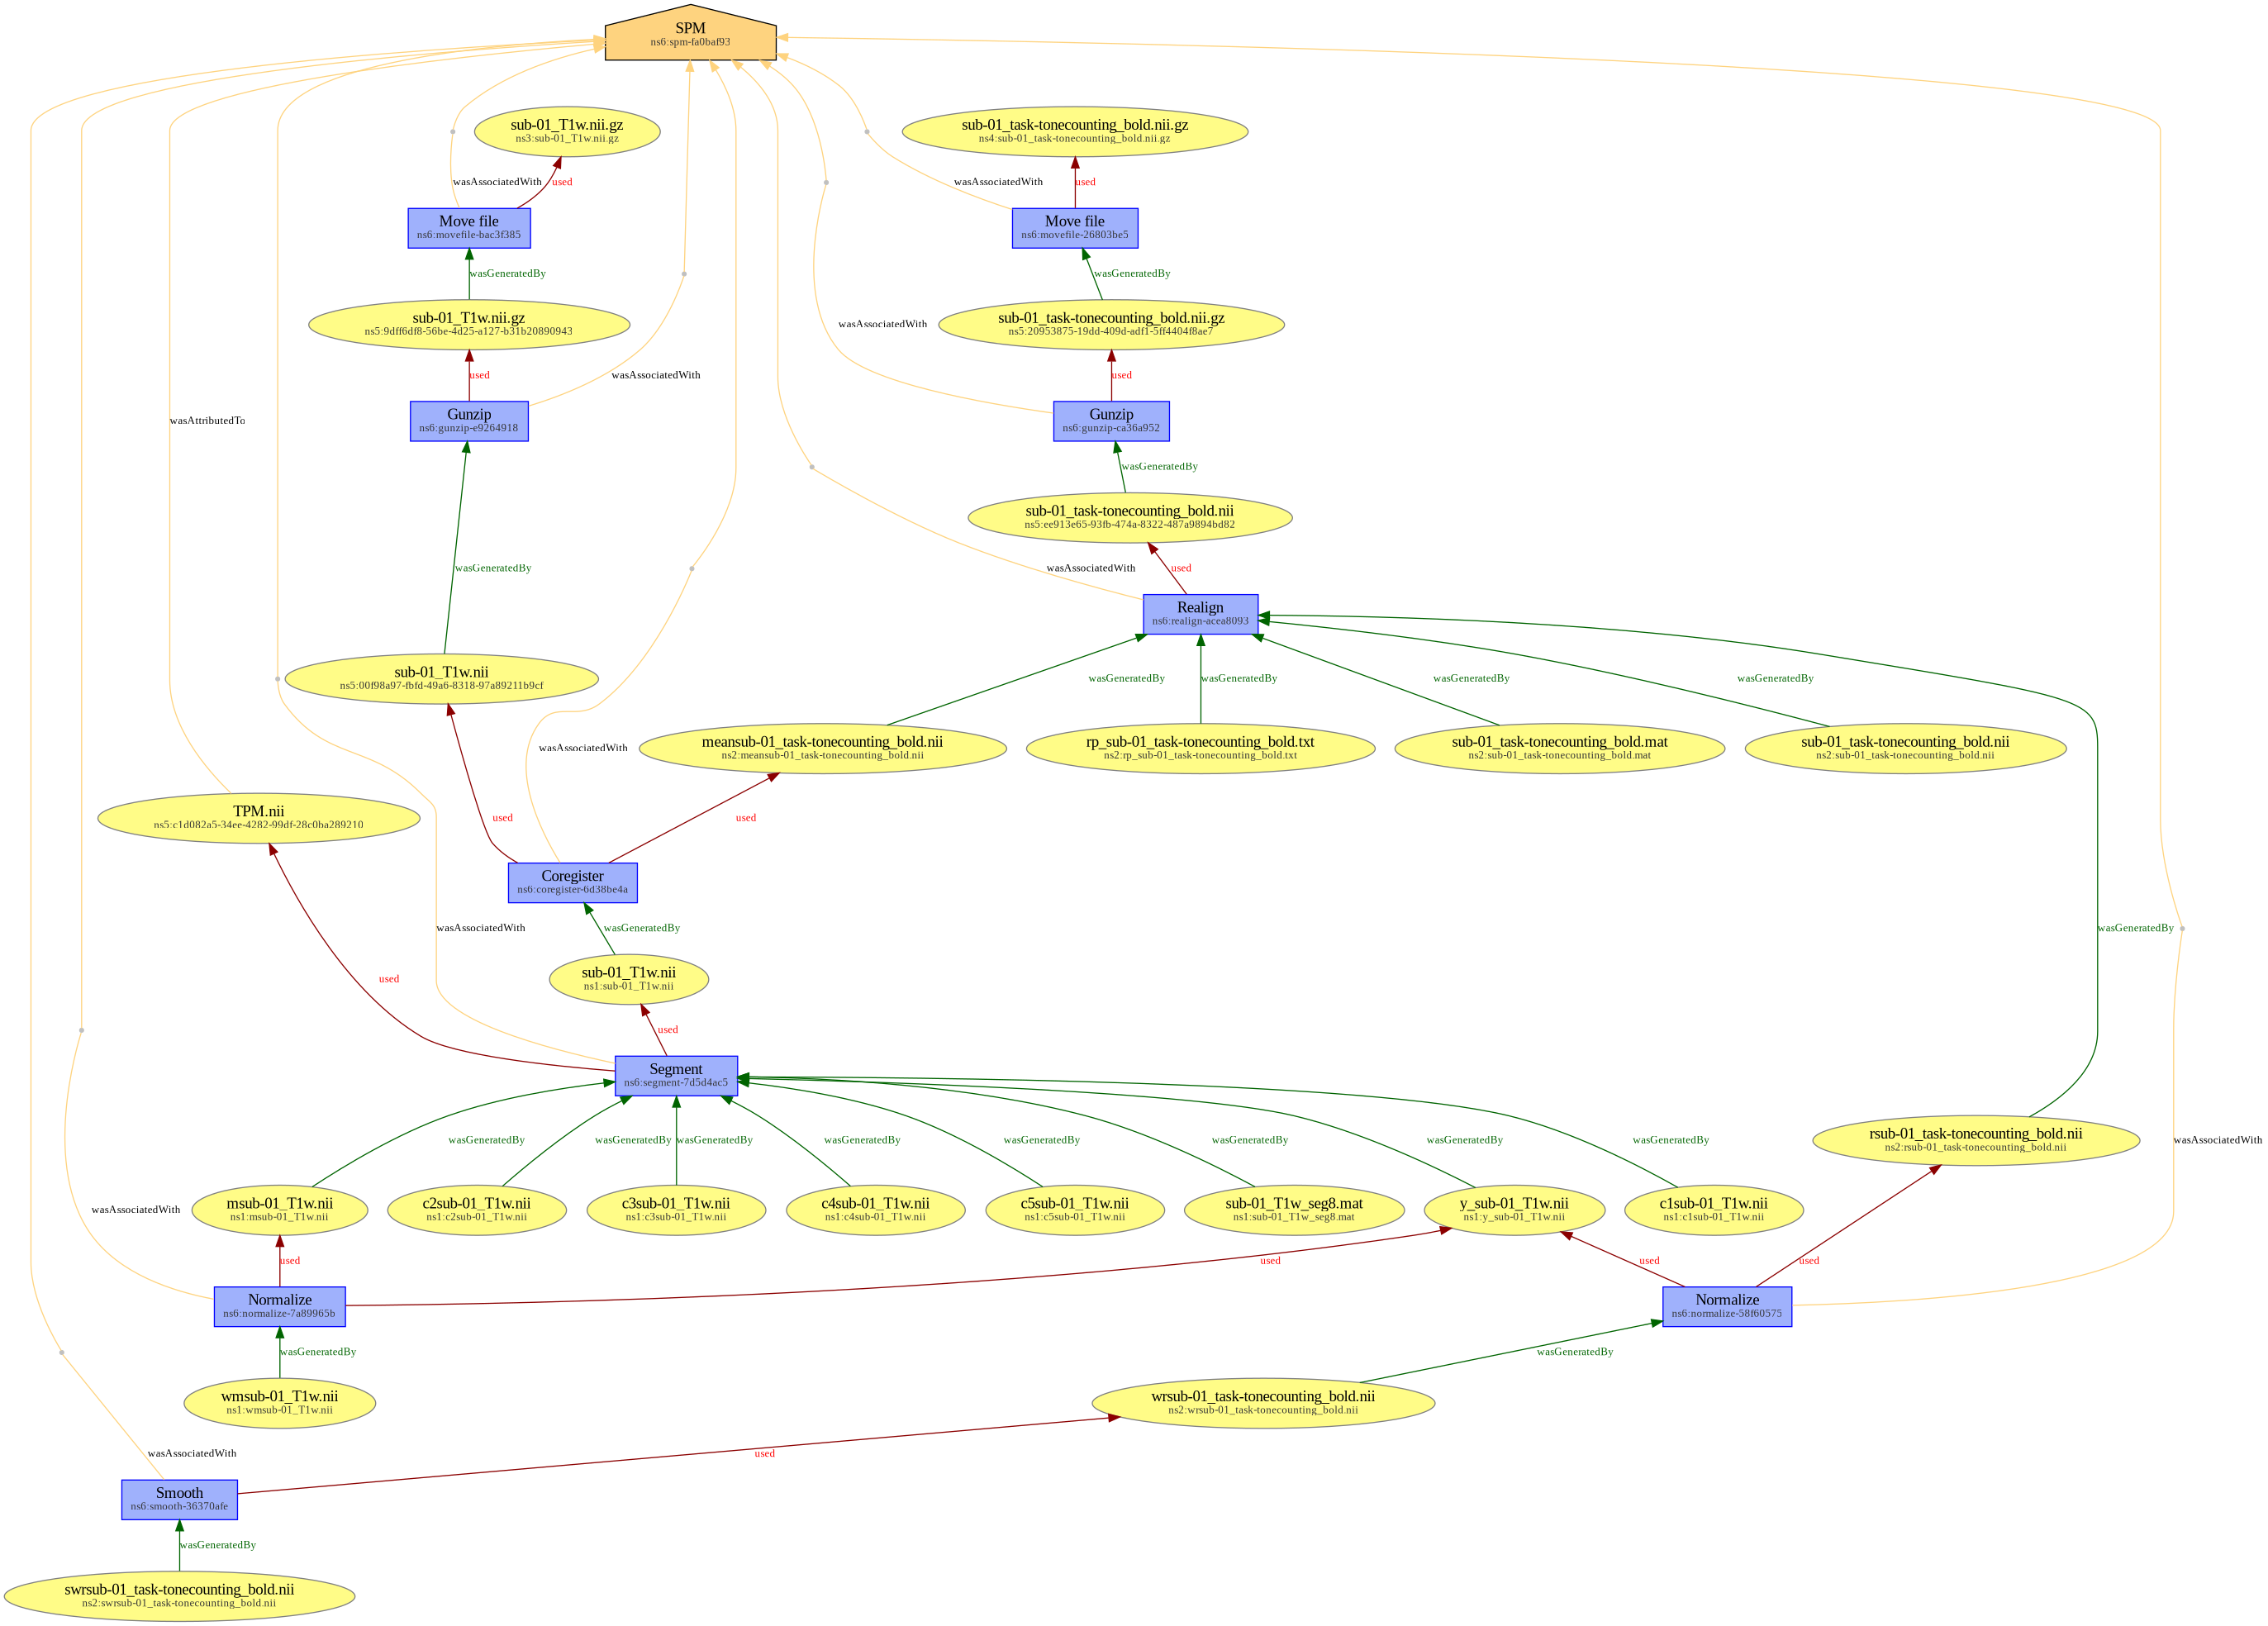 SPM
ns6:spm-fa0baf93
sub-01_T1w.nii.gz
ns3:sub-01_T1w.nii.gz
sub-01_task-tonecounting_bold.nii.gz
ns4:sub-01_task-tonecounting_bold.nii.gz
wasAssociatedWith
used
wasAssociatedWith
used
Move file
ns6:movefile-bac3f385
Move file
ns6:movefile-26803be5
wasGeneratedBy
wasGeneratedBy
sub-01_T1w.nii.gz
ns5:9dff6df8-56be-4d25-a127-b31b20890943
wasAssociatedWith
sub-01_task-tonecounting_bold.nii.gz
ns5:20953875-19dd-409d-adf1-5ff4404f8ae7
used
wasAssociatedWith
used
wasAttributedTo
Gunzip
ns6:gunzip-e9264918
Gunzip
ns6:gunzip-ca36a952
wasGeneratedBy
sub-01_task-tonecounting_bold.nii
ns5:ee913e65-93fb-474a-8322-487a9894bd82
wasGeneratedBy
wasAssociatedWith
used
Realign
ns6:realign-acea8093
sub-01_T1w.nii
ns5:00f98a97-fbfd-49a6-8318-97a89211b9cf
wasGeneratedBy
wasGeneratedBy
wasGeneratedBy
wasGeneratedBy
wasAssociatedWith
meansub-01_task-tonecounting_bold.nii
ns2:meansub-01_task-tonecounting_bold.nii
rp_sub-01_task-tonecounting_bold.txt
ns2:rp_sub-01_task-tonecounting_bold.txt
sub-01_task-tonecounting_bold.mat
ns2:sub-01_task-tonecounting_bold.mat
sub-01_task-tonecounting_bold.nii
ns2:sub-01_task-tonecounting_bold.nii
TPM.nii
ns5:c1d082a5-34ee-4282-99df-28c0ba289210
used
used
Coregister
ns6:coregister-6d38be4a
wasAssociatedWith
wasGeneratedBy
wasGeneratedBy
used
sub-01_T1w.nii
ns1:sub-01_T1w.nii
used
Segment
ns6:segment-7d5d4ac5
wasGeneratedBy
wasGeneratedBy
wasGeneratedBy
wasGeneratedBy
wasGeneratedBy
wasGeneratedBy
wasGeneratedBy
wasGeneratedBy
rsub-01_task-tonecounting_bold.nii
ns2:rsub-01_task-tonecounting_bold.nii
wasAssociatedWith
wasAssociatedWith
msub-01_T1w.nii
ns1:msub-01_T1w.nii
c2sub-01_T1w.nii
ns1:c2sub-01_T1w.nii
c3sub-01_T1w.nii
ns1:c3sub-01_T1w.nii
c4sub-01_T1w.nii
ns1:c4sub-01_T1w.nii
c5sub-01_T1w.nii
ns1:c5sub-01_T1w.nii
sub-01_T1w_seg8.mat
ns1:sub-01_T1w_seg8.mat
y_sub-01_T1w.nii
ns1:y_sub-01_T1w.nii
c1sub-01_T1w.nii
ns1:c1sub-01_T1w.nii
used
used
used
used
Normalize
ns6:normalize-7a89965b
Normalize
ns6:normalize-58f60575
wasGeneratedBy
wasGeneratedBy
wmsub-01_T1w.nii
ns1:wmsub-01_T1w.nii
wrsub-01_task-tonecounting_bold.nii
ns2:wrsub-01_task-tonecounting_bold.nii
wasAssociatedWith
used
Smooth
ns6:smooth-36370afe
wasGeneratedBy
swrsub-01_task-tonecounting_bold.nii
ns2:swrsub-01_task-tonecounting_bold.nii